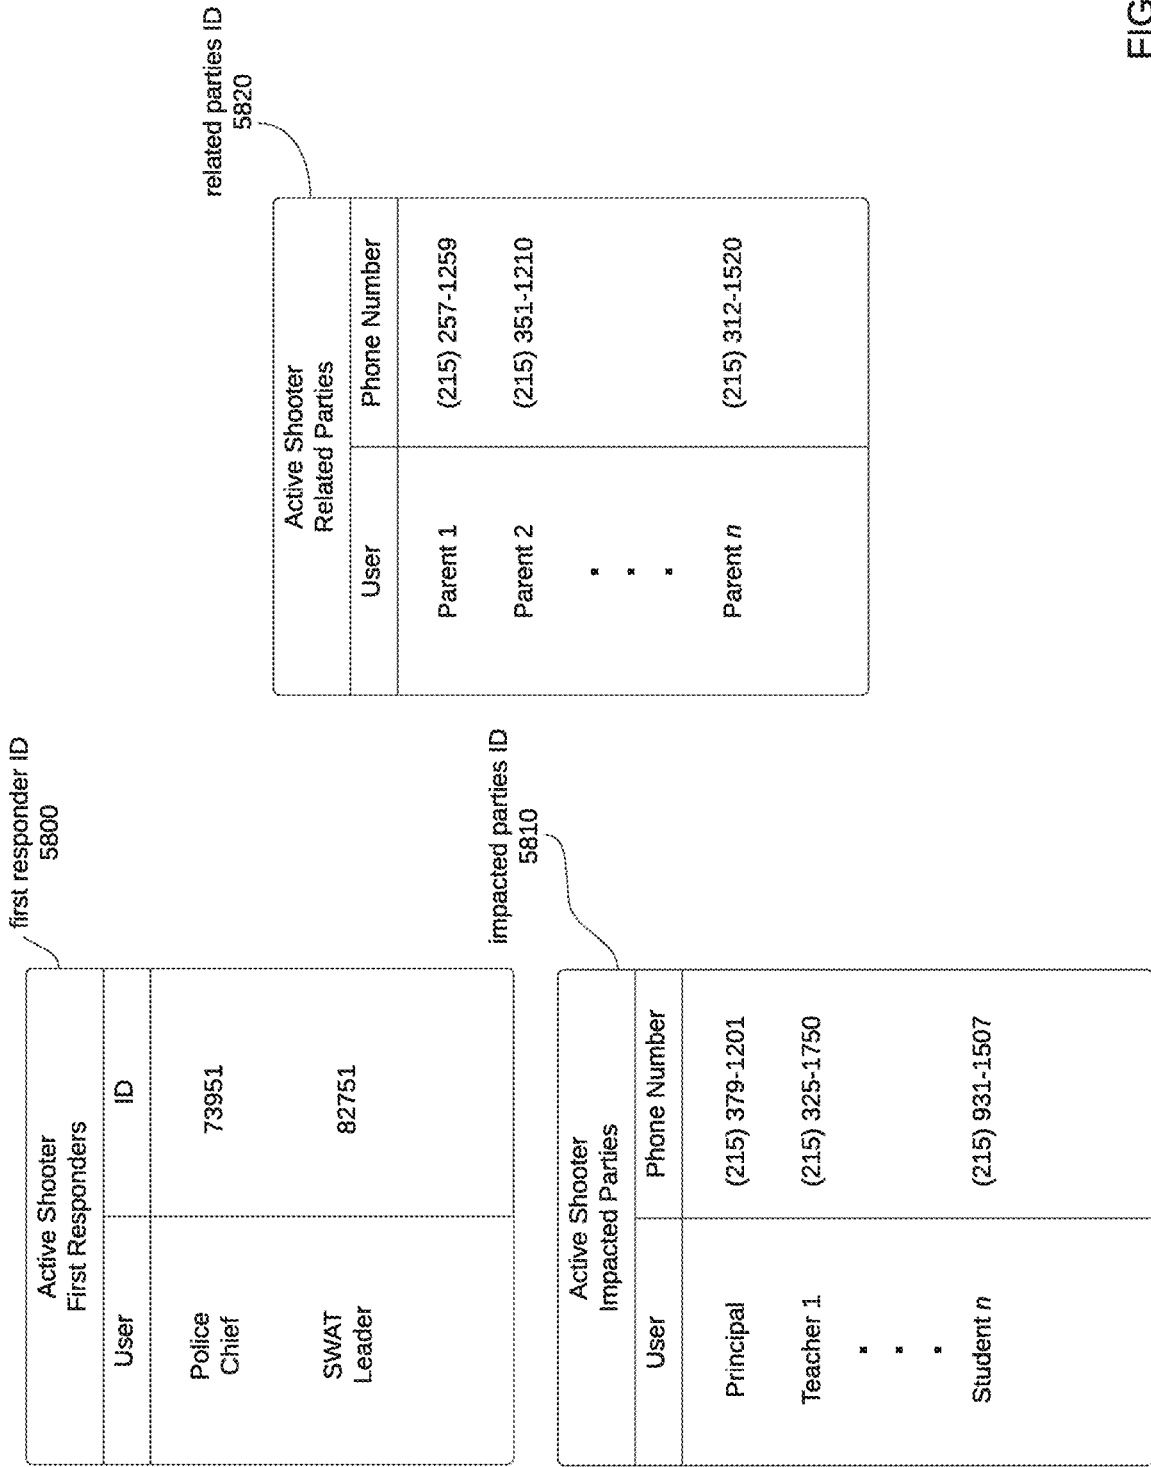 first responder ID
5800
Active Shooter
First Responders
User ID
Police
Chief
73951
SWAT
Leader
82751
impacted parties ID
5810
Active Shooter
Impacted Parties
User Phone Number
Principal (215) 379-1201
Teacher 1 (215) 325-1750
Student n (215) 931-1507
related parties ID
5820
Active Shooter
Related Parties
User Phone Number
Parent 1 (215) 257-1259
Parent 2 (215) 351-1210
Parent n (215) 312-1520
FIG